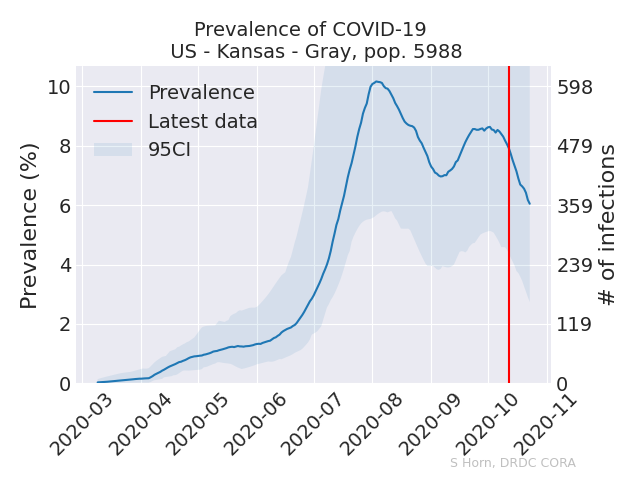 Prevalence of COVID-19
US - Kansas - Gray, pop. 5988
Prevalence (%)
10
8
6
4
2
0
Prevalence
Latest data
95CI
598
479
359
239
119
0
# of infections
2020-03
2020-04
2020-05
2020-06
2020-07
2020-08
2020-09
2020-10
2020-11
S Horn, DRDC CORA